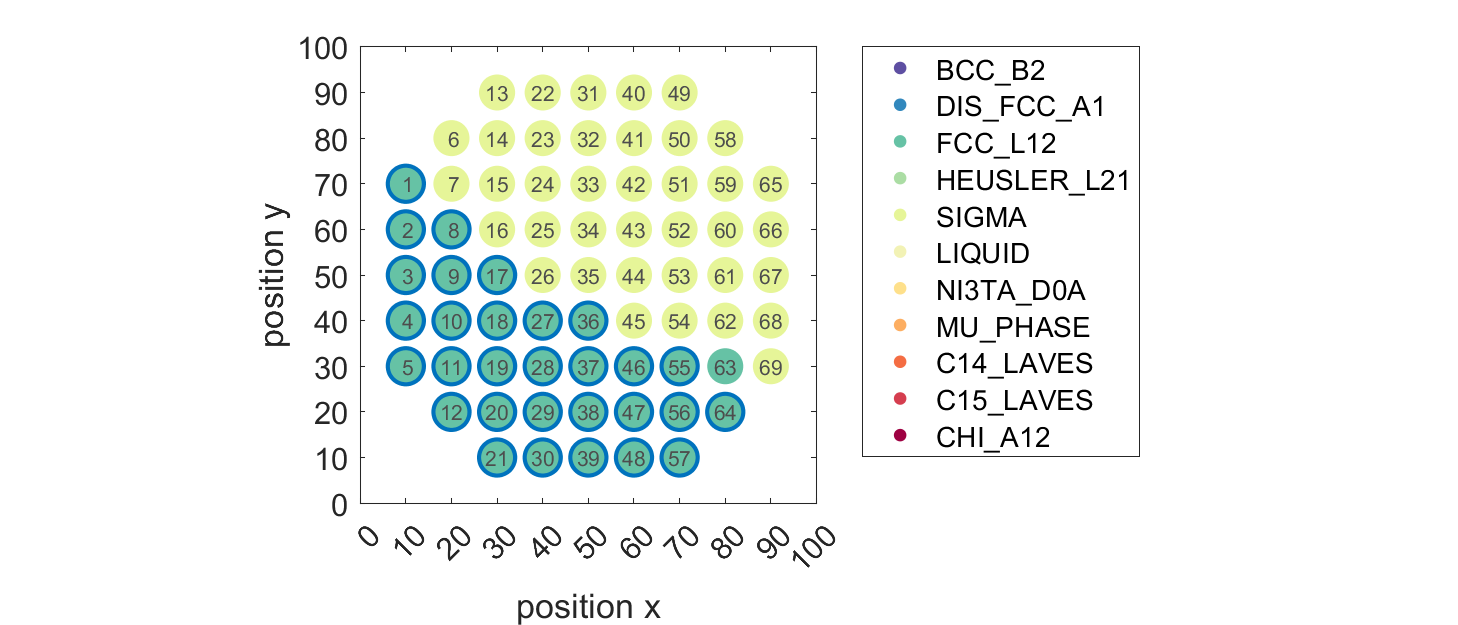 100
90 13 22 31 40 49
80 6 14 23 32 41 50 58
70 1 7 15 24 33 42 51 59 65
60 2 8 16 25 34 43 52 60 66
50 3 9 17 26 35 44 53 61 67
40 4 10 18 27 36 45 54 62 68
30 5 11 19 28 37 46 55 63 69
20 12 20 29 38 47 56 64
10 21 30 39 48 57
0
0 10 20 30 40 50 60 70 80 90 100
position x
position y
BCC_B2
DIS_FCC_A1
FCC_L12
HEUSLER_L21
SIGMA
LIQUID
NI3TA_D0A
MU_PHASE
C14_LAVES
C15_LAVES
CHI_A12